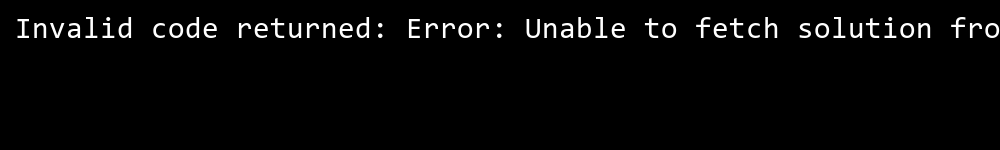 Invalid code returned: Error: Unable to fetch solution fro